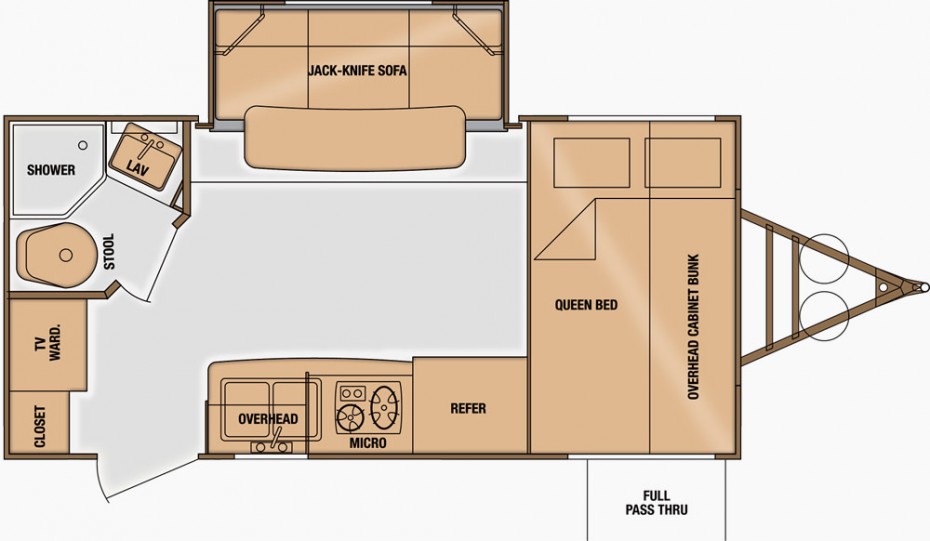 JACK-KNIFE SOFA
SHOWER
LAV
STOOL
TV
WARD.
CLOSET
OVERHEAD
MICRO
REFER
QUEEN BED
OVERHEAD CABINET BUNK
FULL
PASS THRU